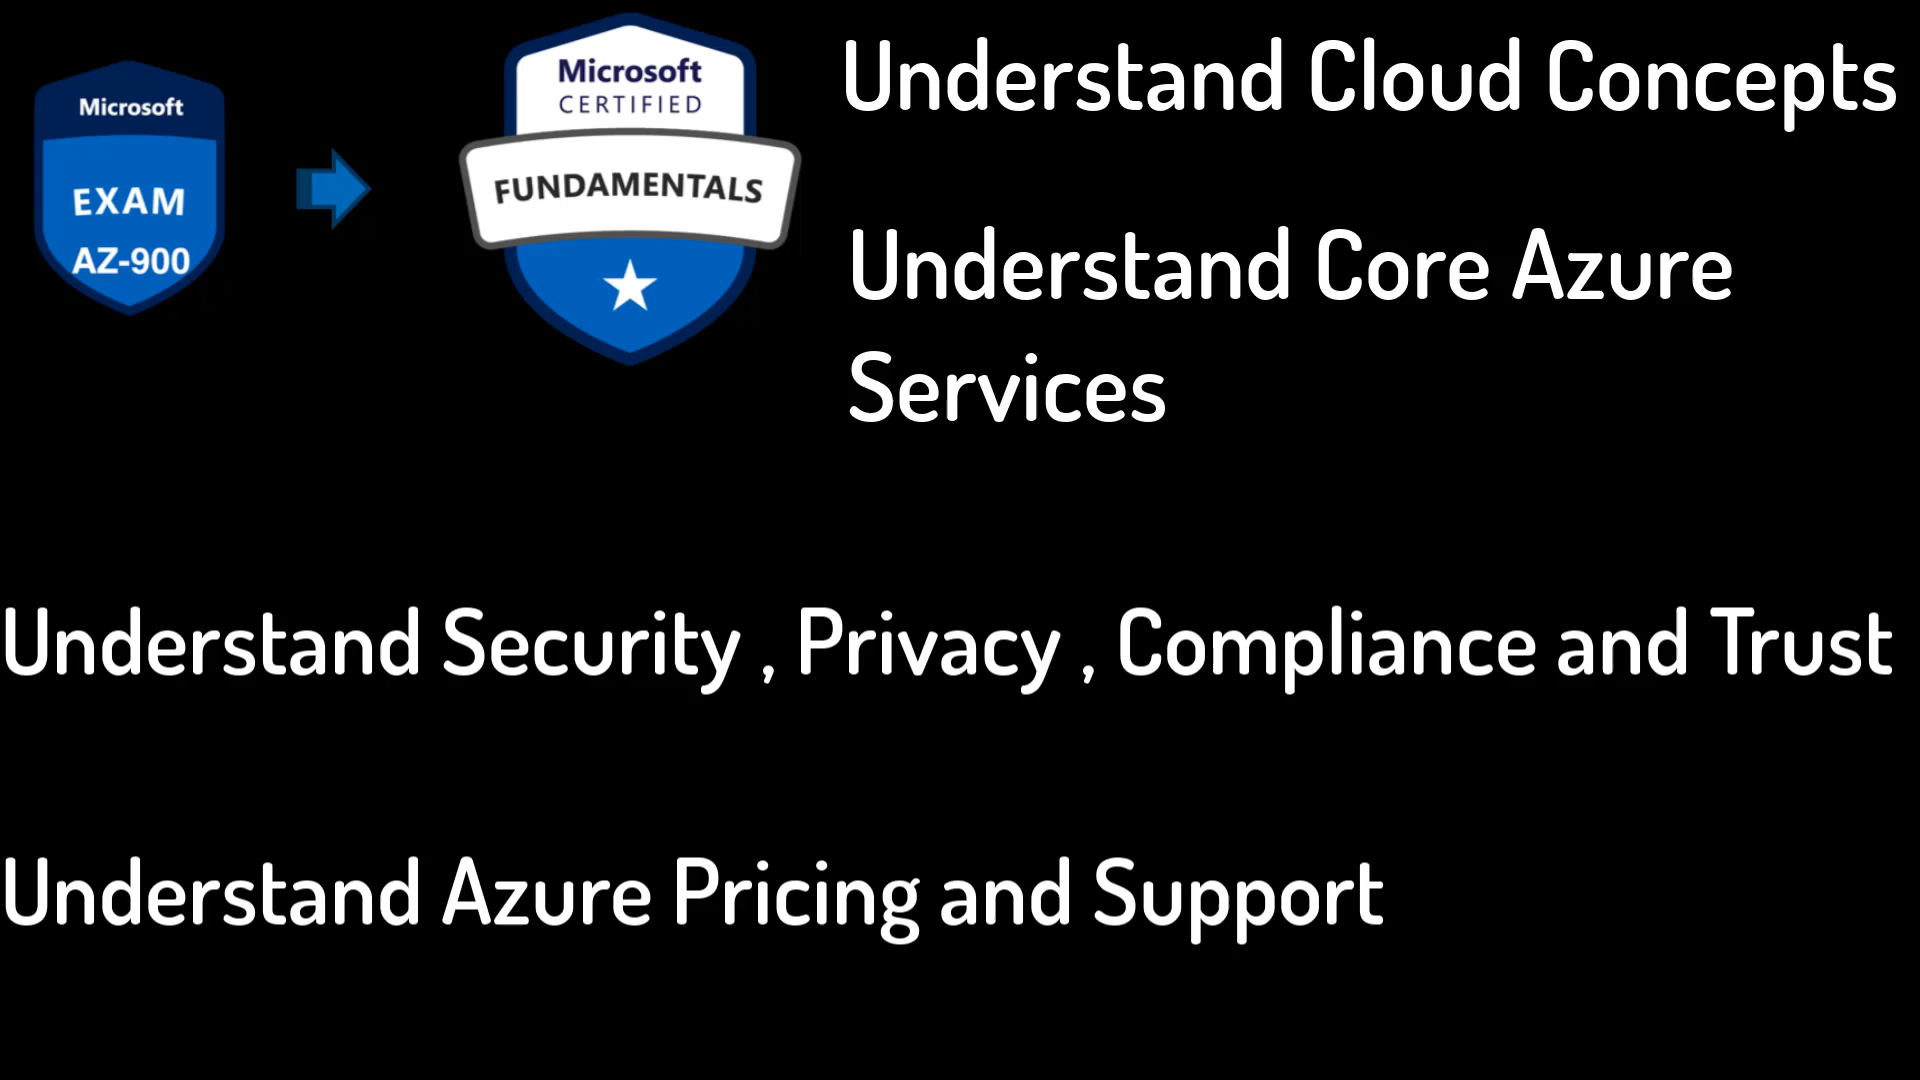 Microsoft
EXAM
AZ-900
Microsoft
CERTIFIED
FUNDAMENTALS
Understand Cloud Concepts
Understand Core Azure
Services
Understand Security , Privacy , Compliance and Trust
Understand Azure Pricing and Support